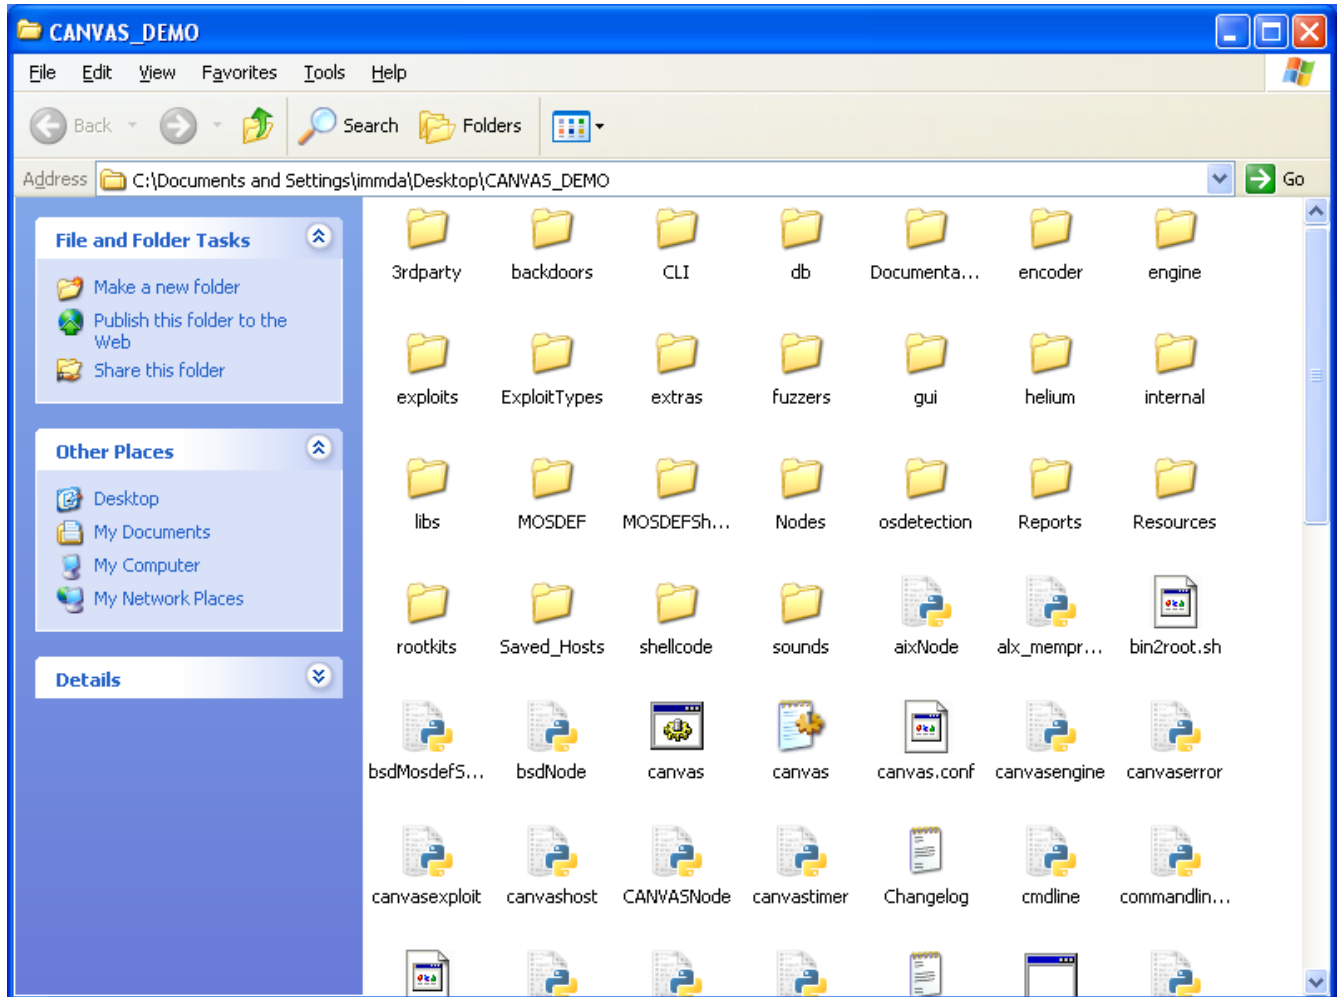 CANVAS_DEMO
File Edit View Favorites Tools Help
Back Search Folders
Address C:\Documents and Settings\immda\Desktop\CANVAS_DEMO Go
File and Folder Tasks
Make a new folder
Publish this folder to the
Web
Share this folder
Other Places
Desktop
My Documents
My Computer
My Network Places
Details
3rdparty backdoors CLI db Documenta... encoder engine
exploits ExploitTypes extras fuzzers gui helium internal
libs MOSDEF MOSDEFSh... Nodes osdetection Reports Resources
rootkits Saved_Hosts shellcode sounds aixNode alx_mempr... bin2root.sh
bsdMosdefS... bsdNode canvas canvas canvas.conf canvasengine canvaserror
canvasexploit canvashost CANVASNode canvastimer Changelog cmdline commandlin...